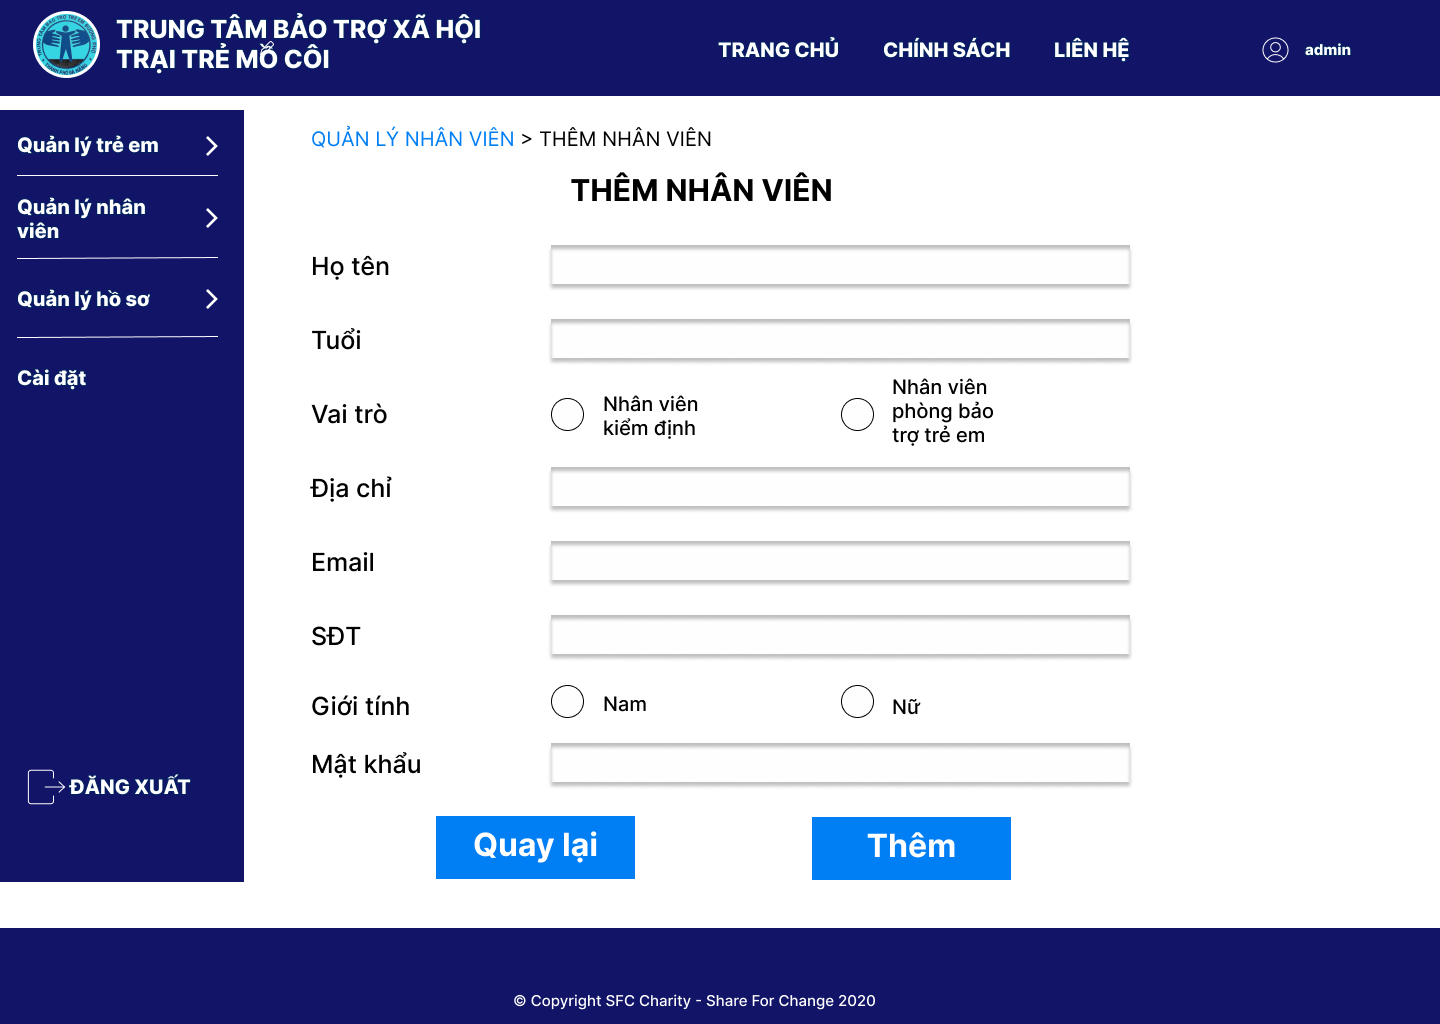 TRUNG TÂM BẢO TRỢ XÃ HỘI
TRẠI TRẺ MỒ CÔI
TRANG CHỦ
CHÍNH SÁCH
LIÊN HỆ
admin
Quản lý trẻ em
Quản lý nhân
viên
Quản lý hồ sơ
Cài đặt
ĐĂNG XUẤT
QUẢN LÝ NHÂN VIÊN > THÊM NHÂN VIÊN
THÊM NHÂN VIÊN
Họ tên
Tuổi
Vai trò
Nhân viên
kiểm định
Nhân viên
phòng bảo
trợ trẻ em
Địa chỉ
Email
SĐT
Giới tính
Nam
Nữ
Mật khẩu
Quay lại
Thêm
© Copyright SFC Charity - Share For Change 2020